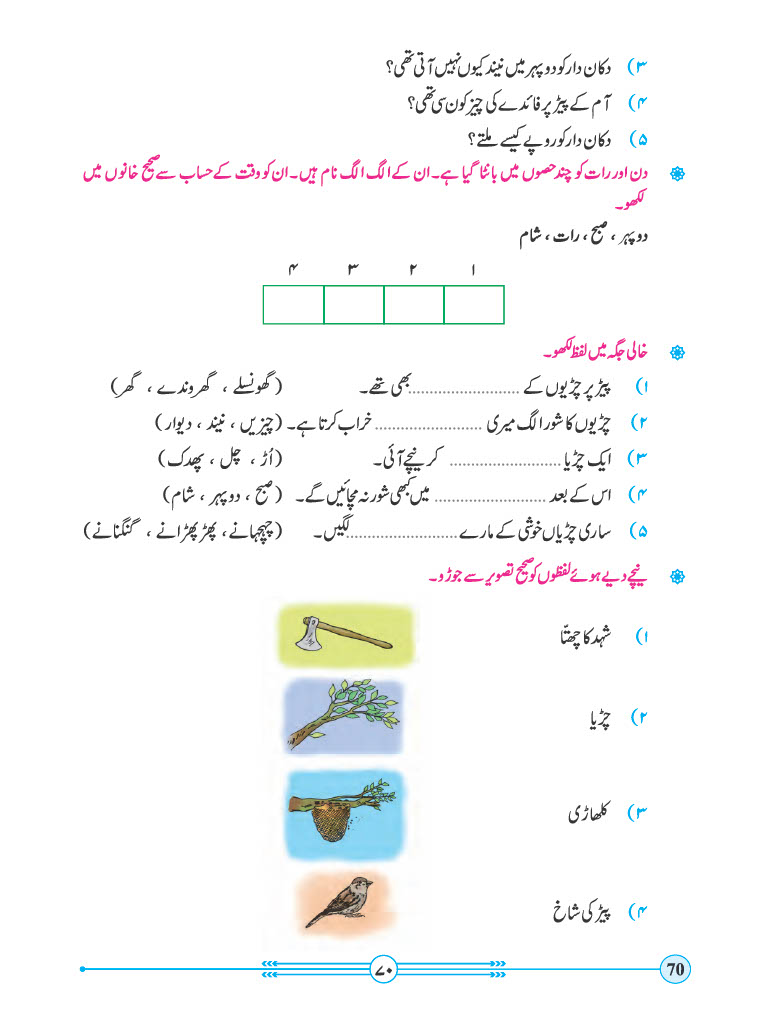 ۳) دکان دار کو دوپہر میں نیند کیوں نہیں آتی تھی؟
۴) آم کے پیڑ پر فائدے کی چیز کون سی تھی؟
۵) دکان دار کو روپے کیسے ملتے؟
دن اور رات کو چند حصوں میں بانٹا گیا ہے۔ ان کے الگ الگ نام ہیں۔ ان کو وقت کے حساب سے صحیح خانوں میں
لکھو۔
دوپہر ، صبح ، رات ، شام
۱ ۲ ۳ ۴
خالی جگہ میں لفظ لکھو۔
۱) پیڑ پر چڑیوں کے ........................ بھی تھے۔ (گھونسلے ، گھروندے ، گھر)
۲) چڑیوں کا شور الگ میری ........................ خراب کرتا ہے۔ (چیزیں ، نیند ، دیوار)
۳) ایک چڑیا ........................ کر نیچے آئی۔ (اُڑ ، چل ، پھدک)
۴) اس کے بعد ........................ میں کبھی شور نہ مچائیں گے۔ (صبح ، دوپہر ، شام)
۵) ساری چڑیاں خوشی کے مارے ........................ لگیں۔ (چہچہانے ، پھڑپھڑانے ، گنگنانے)
نیچے دیے ہوئے لفظوں کو صحیح تصویر سے جوڑو۔
۱) شہد کا چھتّا
۲) چڑیا
۳) کلھاڑی
۴) پیڑ کی شاخ
۷۰
70